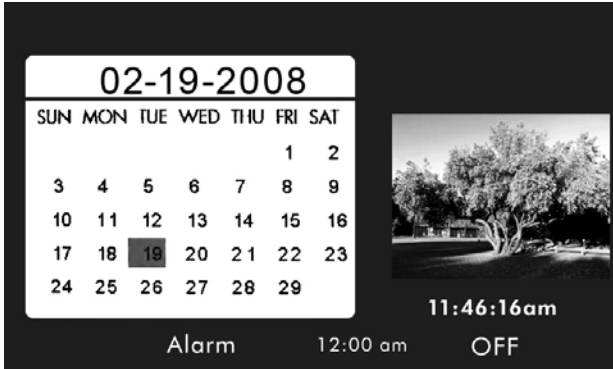 02-19-2008
SUN MON TUE WED THU FRI SAT
1 2
3 4 5 6 7 8 9
10 11 12 13 14 15 16
17 18 19 20 21 22 23
24 25 26 27 28 29
11:46:16am
Alarm 12:00 am OFF